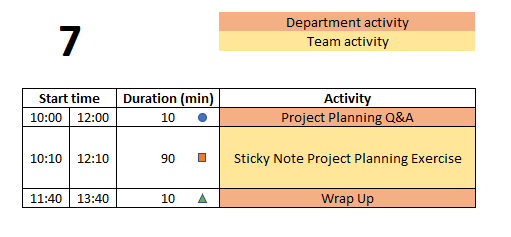 7
Department activity
Team activity
Start time Duration (min) Activity
10:00 12:00 10 Project Planning Q&A
10:10 12:10 90 Sticky Note Project Planning Exercise
11:40 13:40 10 Wrap Up